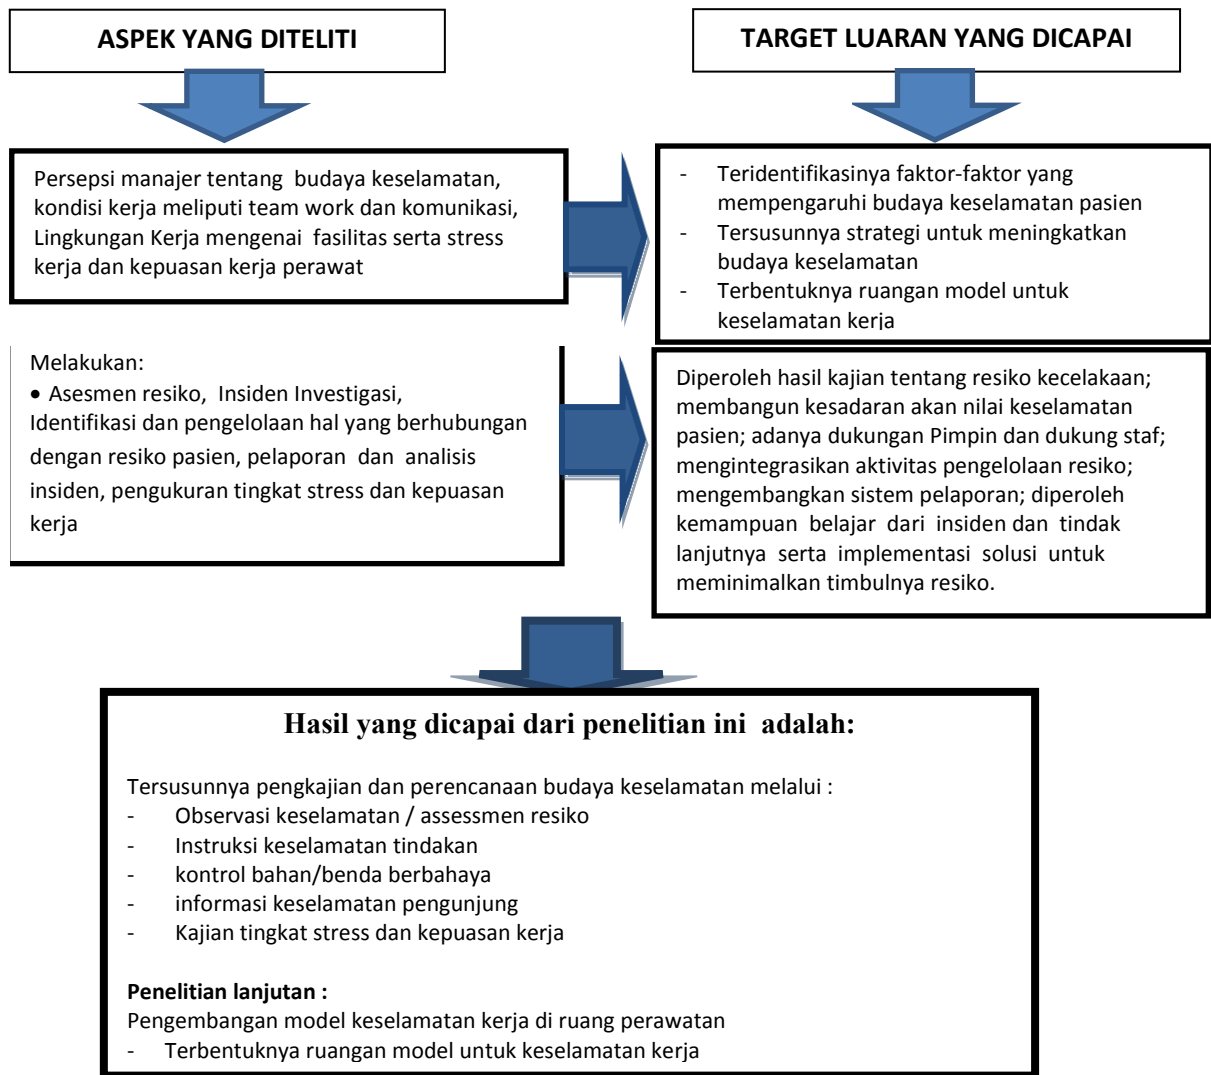 ASPEK YANG DITELITI
TARGET LUARAN YANG DICAPAI
Persepsi manajer tentang budaya keselamatan,
kondisi kerja meliputi team work dan komunikasi,
Lingkungan Kerja mengenai fasilitas serta stress
kerja dan kepuasan kerja perawat
- Teridentifikasinya faktor-faktor yang
mempengaruhi budaya keselamatan pasien
- Tersusunnya strategi untuk meningkatkan
budaya keselamatan
- Terbentuknya ruangan model untuk
keselamatan kerja
Melakukan:
• Asesmen resiko, Insiden Investigasi,
Identifikasi dan pengelolaan hal yang berhubungan
dengan resiko pasien, pelaporan dan analisis
insiden, pengukuran tingkat stress dan kepuasan
kerja
Diperoleh hasil kajian tentang resiko kecelakaan;
membangun kesadaran akan nilai keselamatan
pasien; adanya dukungan Pimpin dan dukung staf;
mengintegrasikan aktivitas pengelolaan resiko;
mengembangkan sistem pelaporan; diperoleh
kemampuan belajar dari insiden dan tindak
lanjutnya serta implementasi solusi untuk
meminimalkan timbulnya resiko.
Hasil yang dicapai dari penelitian ini adalah:
Tersusunnya pengkajian dan perencanaan budaya keselamatan melalui :
- Observasi keselamatan / assessmen resiko
- Instruksi keselamatan tindakan
- kontrol bahan/benda berbahaya
- informasi keselamatan pengunjung
- Kajian tingkat stress dan kepuasan kerja
Penelitian lanjutan :
Pengembangan model keselamatan kerja di ruang perawatan
- Terbentuknya ruangan model untuk keselamatan kerja